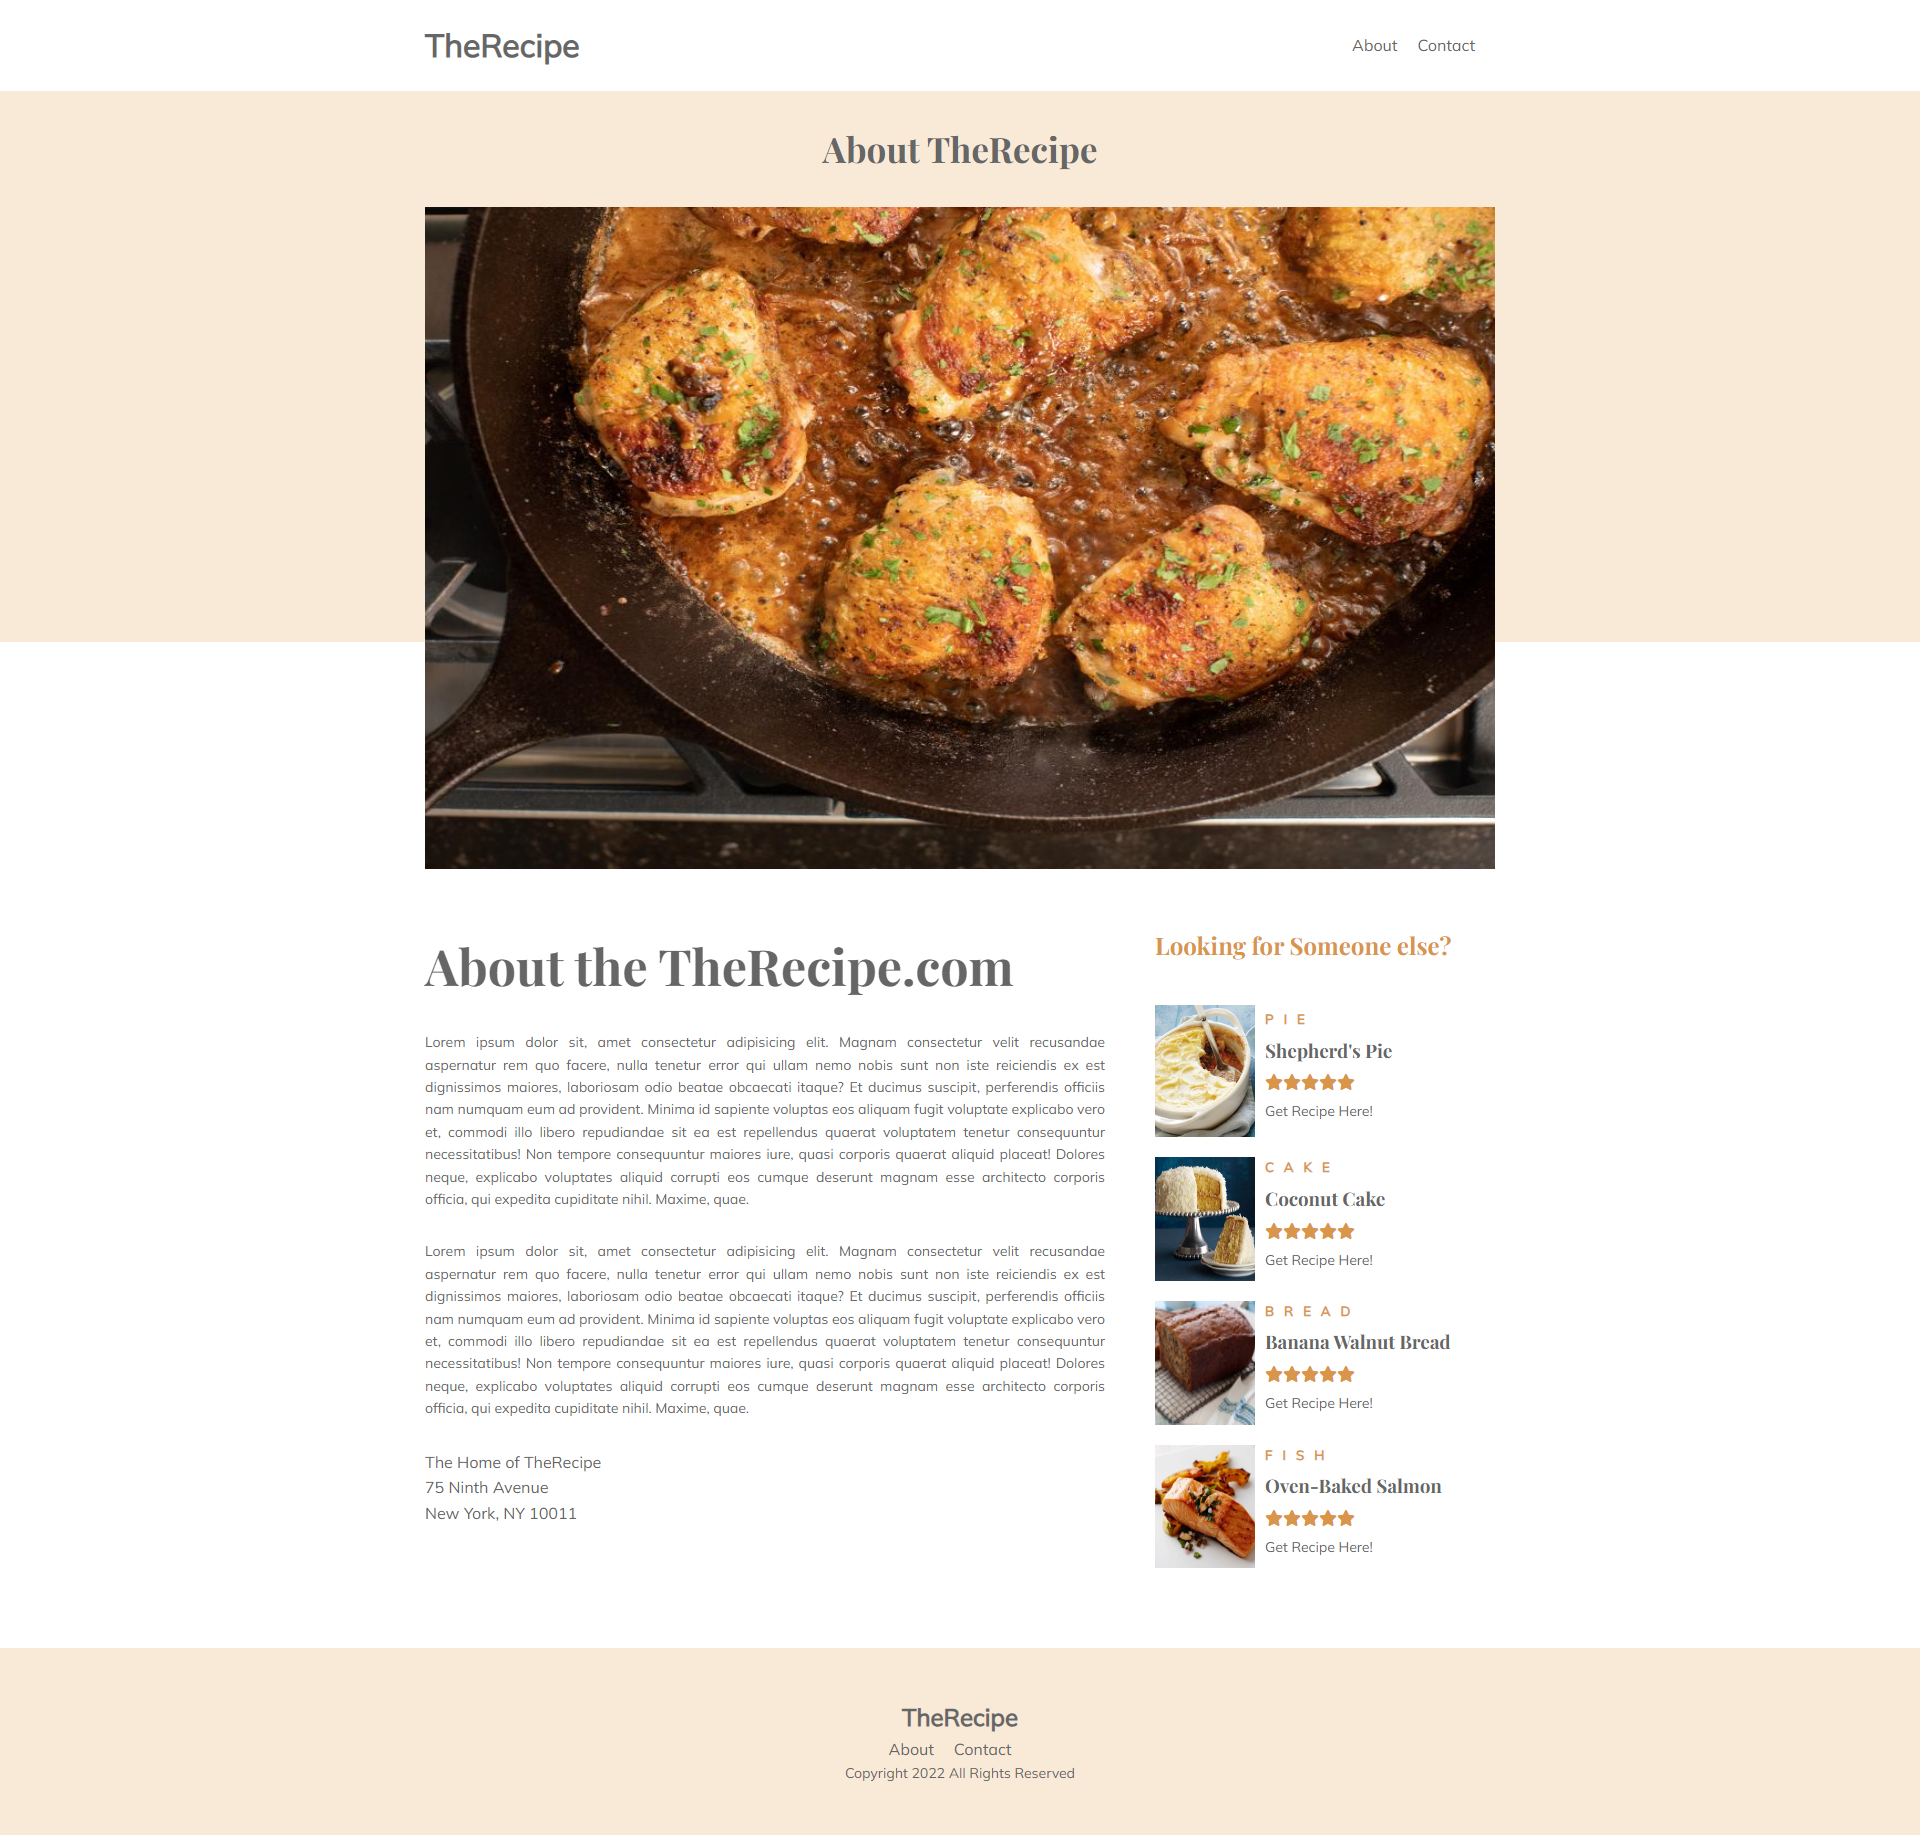 TheRecipe
About Contact
About TheRecipe
About the TheRecipe.com
Lorem ipsum dolor sit, amet consectetur adipisicing elit. Magnam consectetur velit recusandae
aspernatur rem quo facere, nulla tenetur error qui ullam nemo nobis sunt non iste reiciendis ex est
dignissimos maiores, laboriosam odio beatae obcaecati itaque? Et ducimus suscipit, perferendis officiis
nam numquam eum ad provident. Minima id sapiente voluptas eos aliquam fugit voluptate explicabo vero
et, commodi illo libero repudiandae sit ea est repellendus quaerat voluptatem tenetur consequuntur
necessitatibus! Non tempore consequuntur maiores iure, quasi corporis quaerat aliquid placeat! Dolores
neque, explicabo voluptates aliquid corrupti eos cumque deserunt magnam esse architecto corporis
officia, qui expedita cupiditate nihil. Maxime, quae.
Lorem ipsum dolor sit, amet consectetur adipisicing elit. Magnam consectetur velit recusandae
aspernatur rem quo facere, nulla tenetur error qui ullam nemo nobis sunt non iste reiciendis ex est
dignissimos maiores, laboriosam odio beatae obcaecati itaque? Et ducimus suscipit, perferendis officiis
nam numquam eum ad provident. Minima id sapiente voluptas eos aliquam fugit voluptate explicabo vero
et, commodi illo libero repudiandae sit ea est repellendus quaerat voluptatem tenetur consequuntur
necessitatibus! Non tempore consequuntur maiores iure, quasi corporis quaerat aliquid placeat! Dolores
neque, explicabo voluptates aliquid corrupti eos cumque deserunt magnam esse architecto corporis
officia, qui expedita cupiditate nihil. Maxime, quae.
The Home of TheRecipe
75 Ninth Avenue
New York, NY 10011
Looking for Someone else?
PIE
Shepherd's Pie
Get Recipe Here!
CAKE
Coconut Cake
Get Recipe Here!
BREAD
Banana Walnut Bread
Get Recipe Here!
FISH
Oven-Baked Salmon
Get Recipe Here!
TheRecipe
About Contact
Copyright 2022 All Rights Reserved